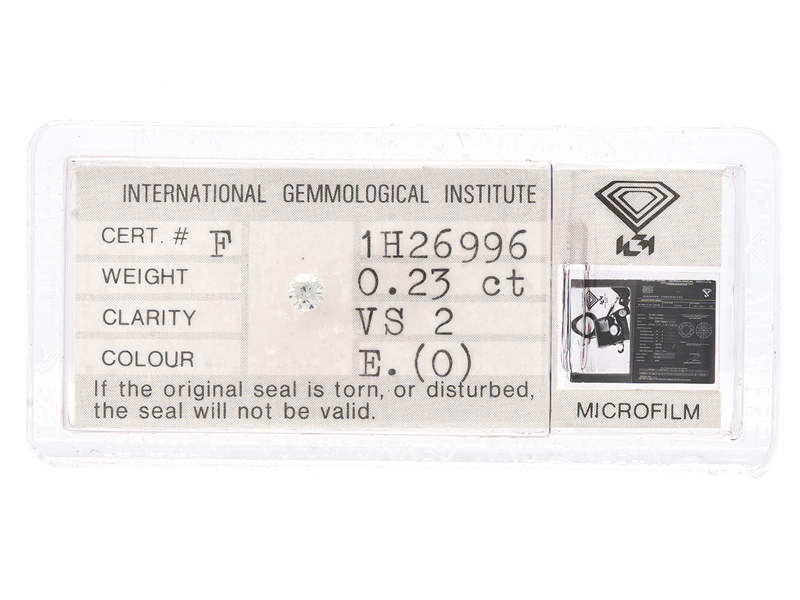 INTERNATIONAL GEMMOLOGICAL INSTITUTE
CERT. # F 1H26996
WEIGHT 0.23 ct
CLARITY VS 2
COLOUR E.(O)
If the original seal is torn, or disturbed,
the seal will not be valid.
IGI
MICROFILM